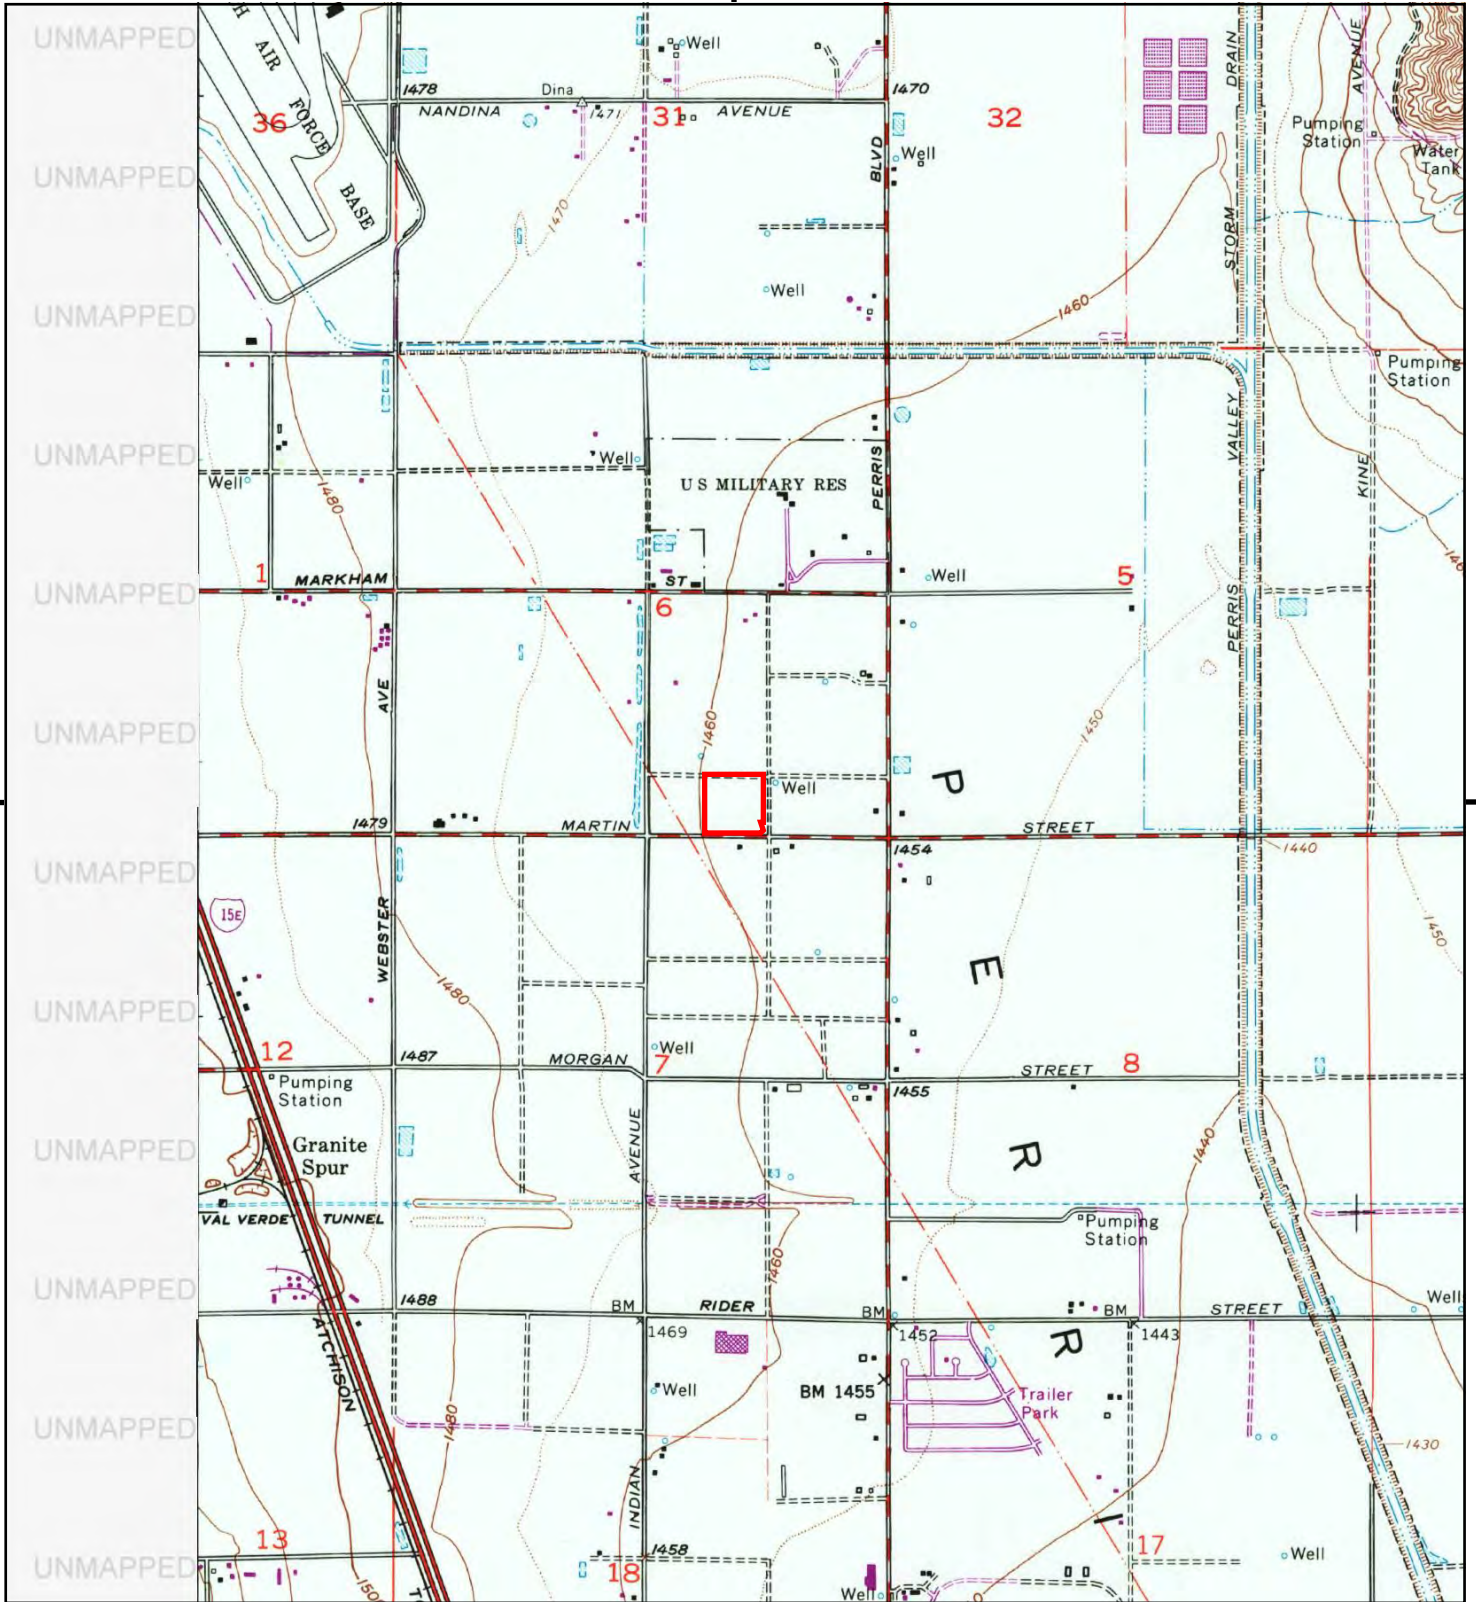 UNMAPPED
H
AIR
FORCE
BASE
Well
DRAIN
AVENUE
1478
Dina
1470
NANDINA
1471
31
AVENUE
36
32
Pumping
Station
Water
Tank
UNMAPPED
BLVD
Well
1470
STORM
Well
1460
UNMAPPED
Pumping
Station
VALLEY
UNMAPPED
Well
Well
1480
U S MILITARY RES
PERRIS
KINE
1
MARKHAM
ST
Well
5
UNMAPPED
6
PERRIS
AVE
1460
1450
UNMAPPED
P
Well
1479
MARTIN
STREET
1454
1440
UNMAPPED
15E
WEBSTER
1450
E
1480
UNMAPPED
12
1487
MORGAN
Well
7
STREET
8
Pumping
Station
1455
AVENUE
Granite
Spur
R
1440
UNMAPPED
VAL VERDE
TUNNEL
Pumping
Station
1460
UNMAPPED
1488
BM
RIDER
BM
BM
STREET
Wells
1469
1452
1443
R
ATCHISON
Well
BM 1455
Trailer
Park
1480
UNMAPPED
1430
INDIAN
I
13
1458
17
Well
UNMAPPED
18
1500
Well